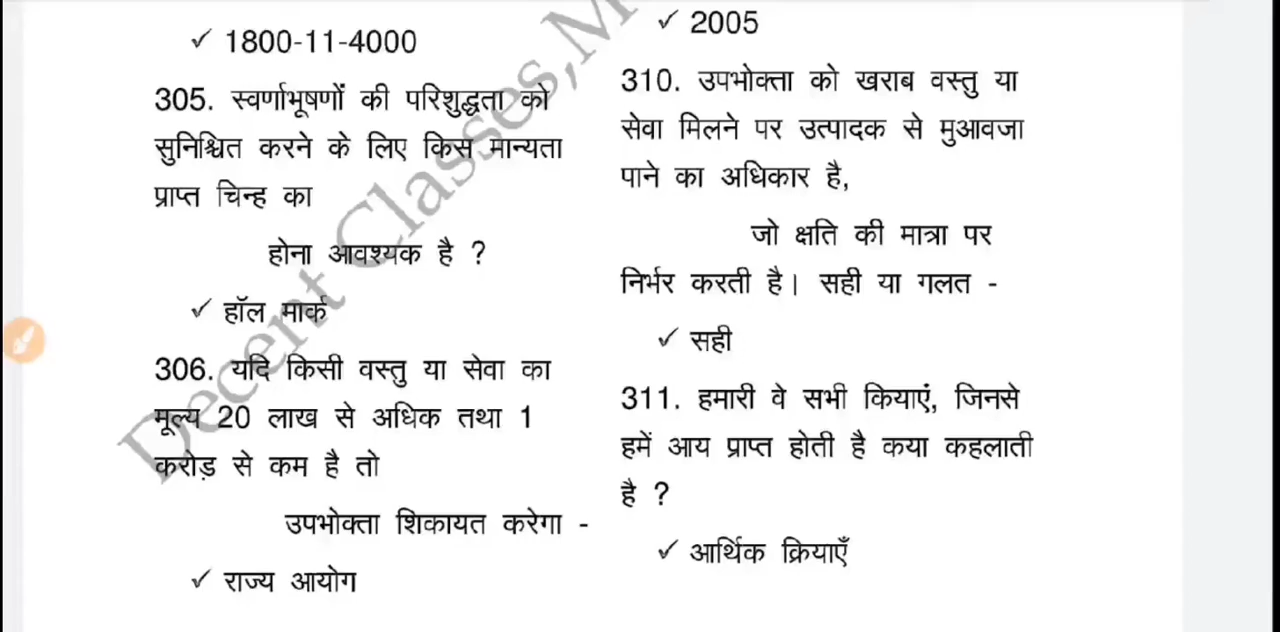 ✓ 1800-11-4000
305. स्वर्णाभूषणों की परिशुद्धता को
सुनिश्चित करने के लिए किस मान्यता
प्राप्त चिन्ह का
होना आवश्यक है ?
✓ हॉल मार्क
306. यदि किसी वस्तु या सेवा का
मूल्य 20 लाख से अधिक तथा 1
करोड़ से कम है तो
उपभोक्ता शिकायत करेगा -
✓ राज्य आयोग
✓ 2005
310. उपभोक्ता को खराब वस्तु या
सेवा मिलने पर उत्पादक से मुआवजा
पाने का अधिकार है,
जो क्षति की मात्रा पर
निर्भर करती है। सही या गलत -
✓ सही
311. हमारी वे सभी कियाएं, जिनसे
हमें आय प्राप्त होती है कया कहलाती
है ?
✓ आर्थिक क्रियाएँ
Decent Classes, M